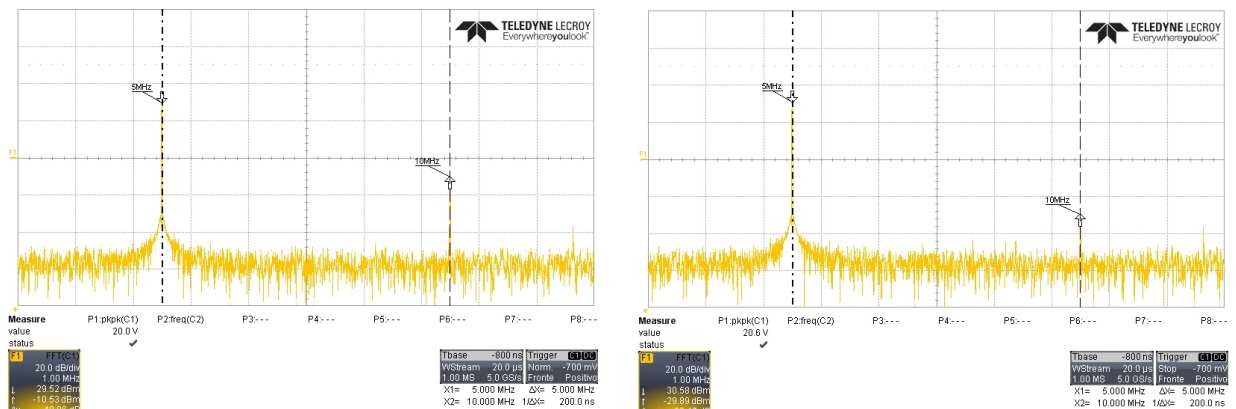 TELEDYNE LECROY
Everywhereyoulook™
5MHz
F1
10MHz
Measure P1:pkpk(C1) P2:freq(C2) P3:--- P4:--- P5:--- P6:--- P7:--- P8:---
value 20.0 V
status
F1 FFT(C1)
20.0 dB/div
1.00 MHz
29.52 dBm
-10.53 dBm
Tbase -800 ns Trigger C1 DC
WStream 20.0 µs Norm. -700 mV
1.00 MS 5.0 GS/s Fronte Positivo
X1= 5.000 MHz ΔX= 5.000 MHz
X2= 10.000 MHz 1/ΔX= 200.0 ns
TELEDYNE LECROY
Everywhereyoulook™
5MHz
F1
10MHz
Measure P1:pkpk(C1) P2:freq(C2) P3:--- P4:--- P5:--- P6:--- P7:--- P8:---
value 20.6 V
status
F1 FFT(C1)
20.0 dB/div
1.00 MHz
30.58 dBm
-29.89 dBm
Tbase -800 ns Trigger C1 DC
WStream 20.0 µs Stop -700 mV
1.00 MS 5.0 GS/s Fronte Positivo
X1= 5.000 MHz ΔX= 5.000 MHz
X2= 10.000 MHz 1/ΔX= 200.0 ns